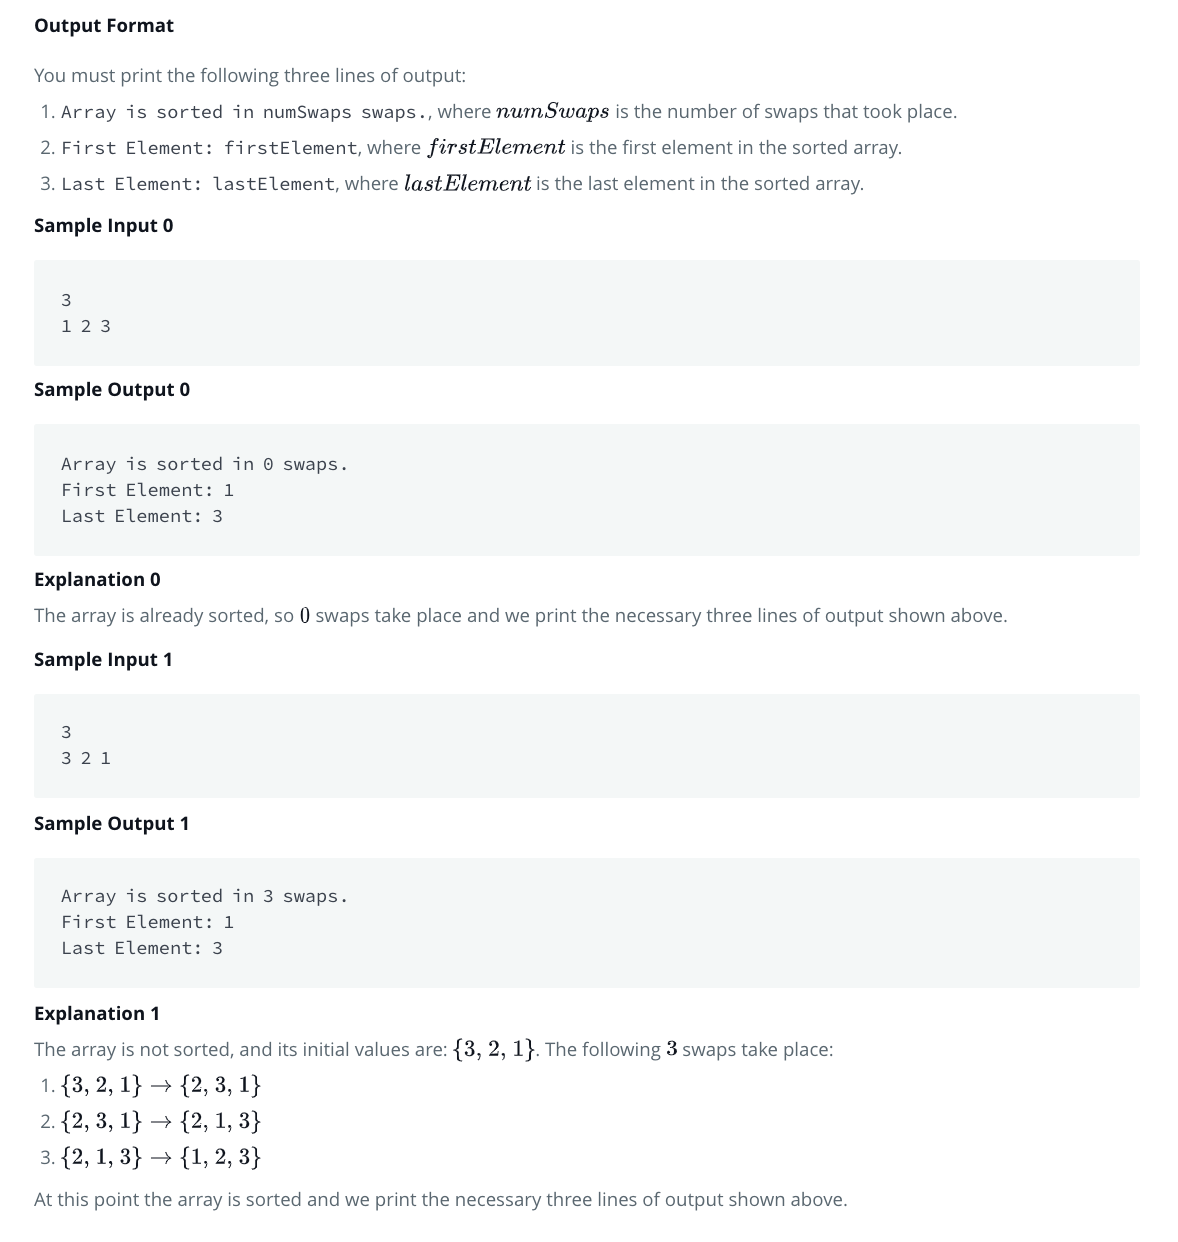 Output Format
You must print the following three lines of output:
1. Array is sorted in numSwaps swaps., where numSwaps is the number of swaps that took place.
2. First Element: firstElement, where firstElement is the first element in the sorted array.
3. Last Element: lastElement, where lastElement is the last element in the sorted array.
Sample Input 0
3
1 2 3
Sample Output 0
Array is sorted in 0 swaps.
First Element: 1
Last Element: 3
Explanation 0
The array is already sorted, so 0 swaps take place and we print the necessary three lines of output shown above.
Sample Input 1
3
3 2 1
Sample Output 1
Array is sorted in 3 swaps.
First Element: 1
Last Element: 3
Explanation 1
The array is not sorted, and its initial values are: {3, 2, 1}. The following 3 swaps take place:
1. {3, 2, 1} → {2, 3, 1}
2. {2, 3, 1} → {2, 1, 3}
3. {2, 1, 3} → {1, 2, 3}
At this point the array is sorted and we print the necessary three lines of output shown above.